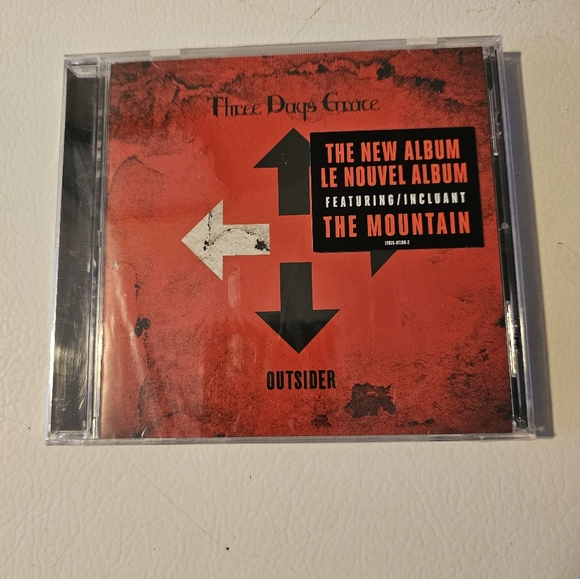 Three Days Grace
THE NEW ALBUM
LE NOUVEL ALBUM
FEATURING/INCLUANT
THE MOUNTAIN
OUTSIDER